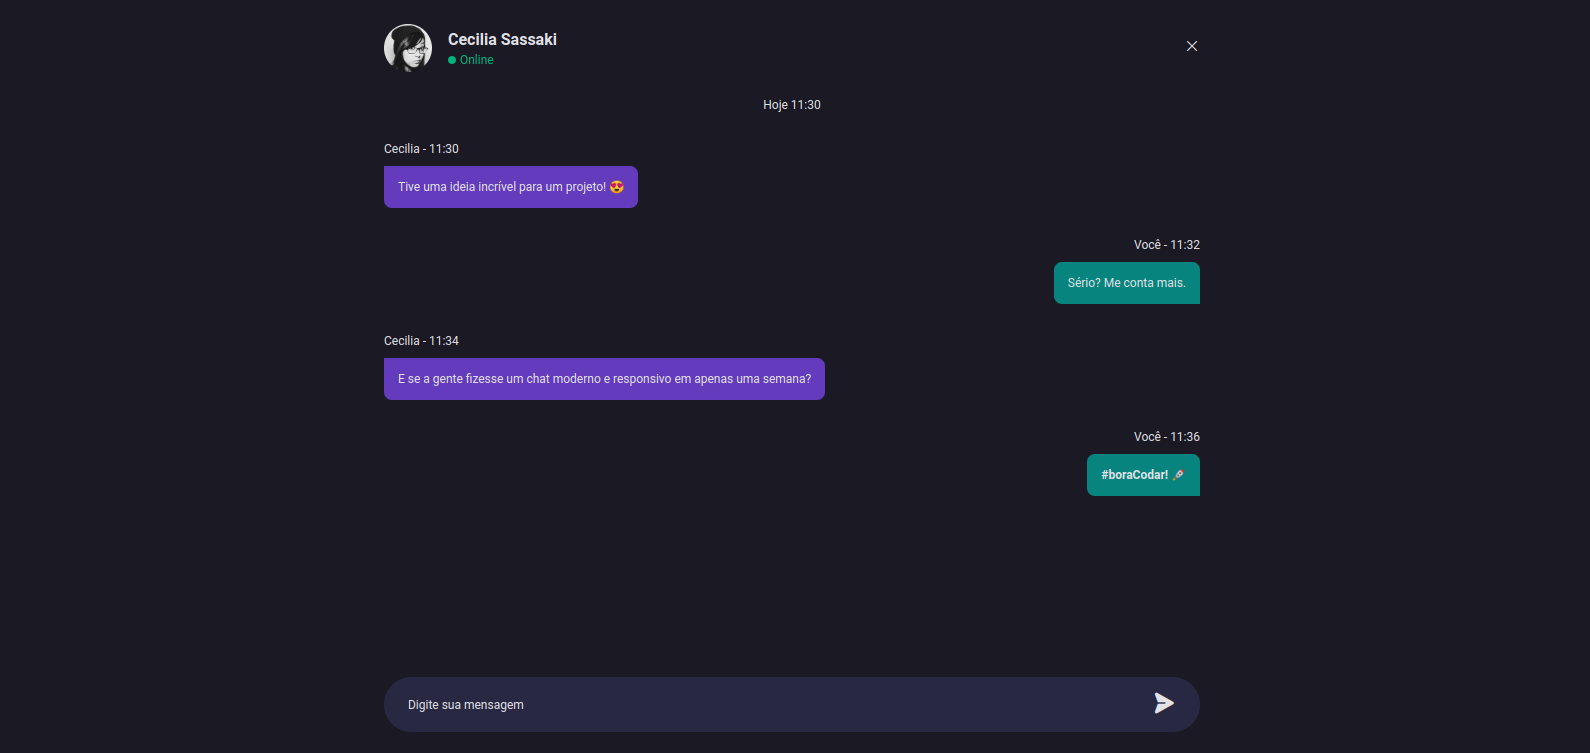 Cecilia Sassaki
Online
Hoje 11:30
Cecilia - 11:30
Tive uma ideia incrível para um projeto! 😍
Você - 11:32
Sério? Me conta mais.
Cecilia - 11:34
E se a gente fizesse um chat moderno e responsivo em apenas uma semana?
Você - 11:36
#boraCodar! 🚀
Digite sua mensagem